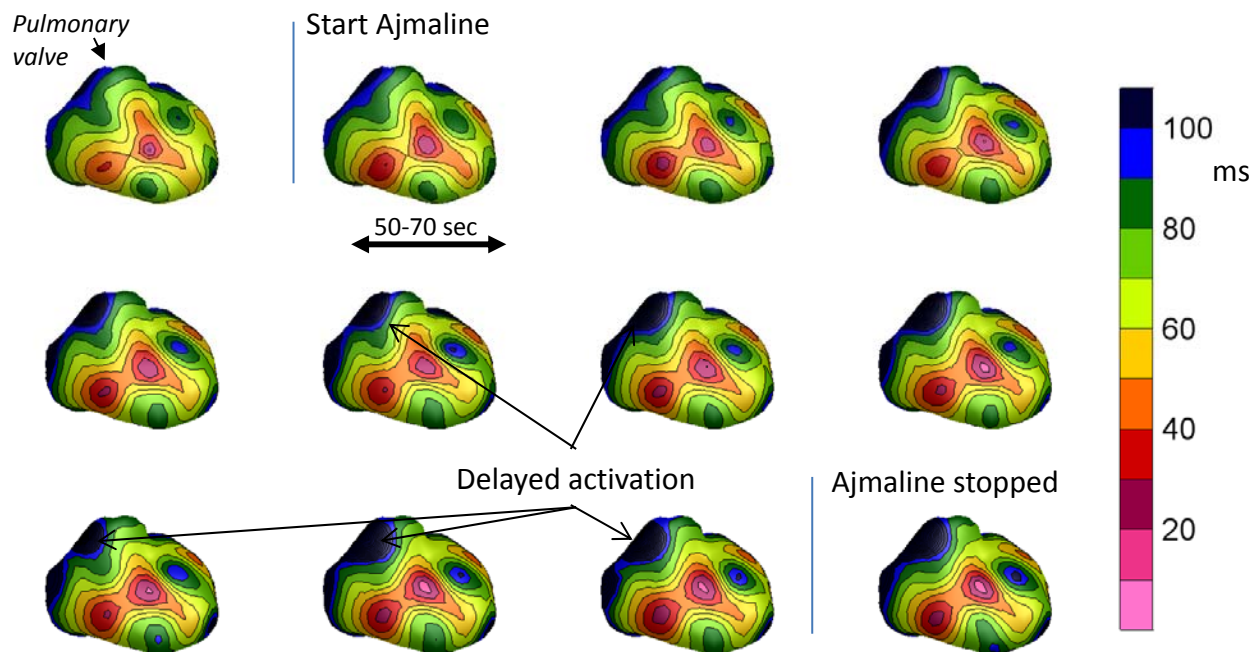 Pulmonary
valve
Start Ajmaline
100
ms
80
50-70 sec
60
40
Delayed activation
Ajmaline stopped
20